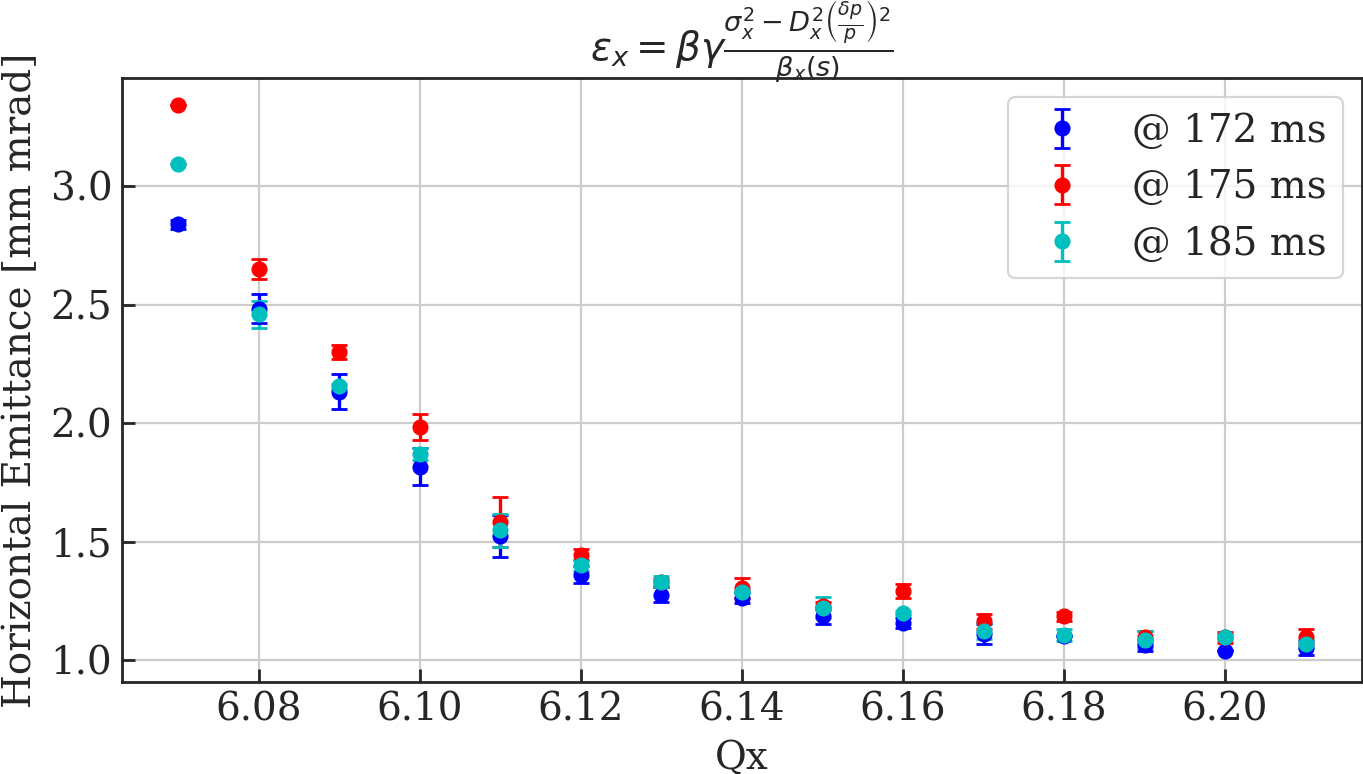 εₓ = βγ (σₓ² − Dₓ² (δp/p)²) / βₓ(s)
Horizontal Emittance [mm mrad]
3.0
2.5
2.0
1.5
1.0
@ 172 ms
@ 175 ms
@ 185 ms
6.08 6.10 6.12 6.14 6.16 6.18 6.20
Qx